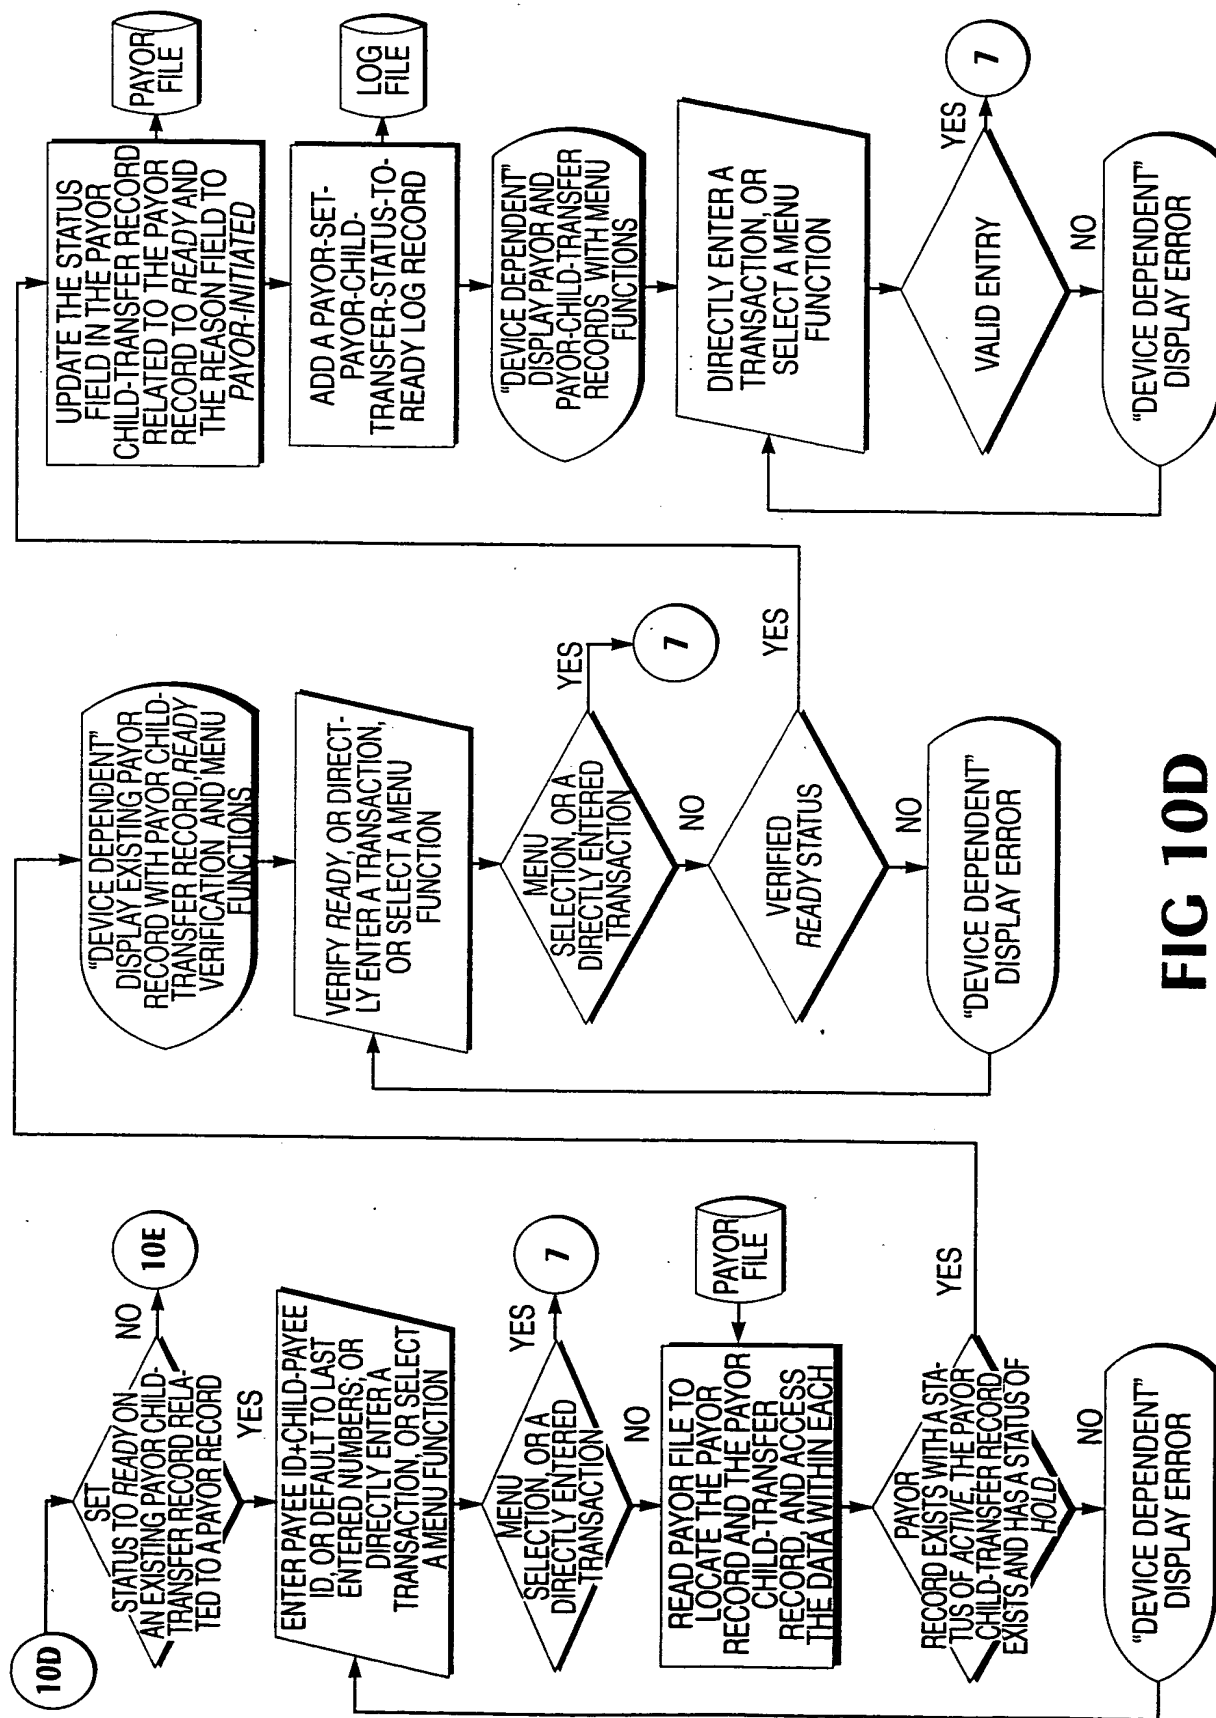 10D
SET
STATUS TO READY ON
AN EXISTING PAYOR CHILD-
TRANSFER RECORD RELA-
TED TO A PAYOR RECORD
NO
10E
YES
ENTER PAYEE ID+CHILD-PAYEE
ID, OR DEFAULT TO LAST
ENTERED NUMBERS; OR
DIRECTLY ENTER A
TRANSACTION, OR SELECT
A MENU FUNCTION
MENU
SELECTION, OR A
DIRECTLY ENTERED
TRANSACTION
YES
7
NO
READ PAYOR FILE TO
LOCATE THE PAYOR
RECORD AND THE PAYOR
CHILD-TRANSFER
RECORD, AND ACCESS
THE DATA WITHIN EACH
PAYOR
FILE
PAYOR
RECORD EXISTS WITH A STA-
TUS OF ACTIVE THE PAYOR
CHILD-TRANSFER RECORD
EXISTS AND HAS A STATUS OF
HOLD
YES
NO
"DEVICE DEPENDENT"
DISPLAY ERROR
"DEVICE DEPENDENT"
DISPLAY EXISTING PAYOR
RECORD WITH PAYOR CHILD-
TRANSFER RECORD, READY
VERIFICATION AND MENU
FUNCTIONS
VERIFY READY, OR DIRECT-
LY ENTER A TRANSACTION,
OR SELECT A MENU
FUNCTION
MENU
SELECTION, OR A
DIRECTLY ENTERED
TRANSACTION
YES
7
NO
VERIFIED
READY STATUS
YES
NO
"DEVICE DEPENDENT"
DISPLAY ERROR
UPDATE THE STATUS
FIELD IN THE PAYOR
CHILD-TRANSFER RECORD
RELATED TO THE PAYOR
RECORD TO READY AND
THE REASON FIELD TO
PAYOR-INITIATED
PAYOR
FILE
ADD A PAYOR-SET-
PAYOR-CHILD-
TRANSFER-STATUS-TO-
READY LOG RECORD
LOG
FILE
"DEVICE DEPENDENT"
DISPLAY PAYOR AND
PAYOR-CHILD-TRANSFER
RECORDS WITH MENU
FUNCTIONS
DIRECTLY ENTER A
TRANSACTION, OR
SELECT A MENU
FUNCTION
VALID ENTRY
YES
7
NO
"DEVICE DEPENDENT"
DISPLAY ERROR
FIG 10D